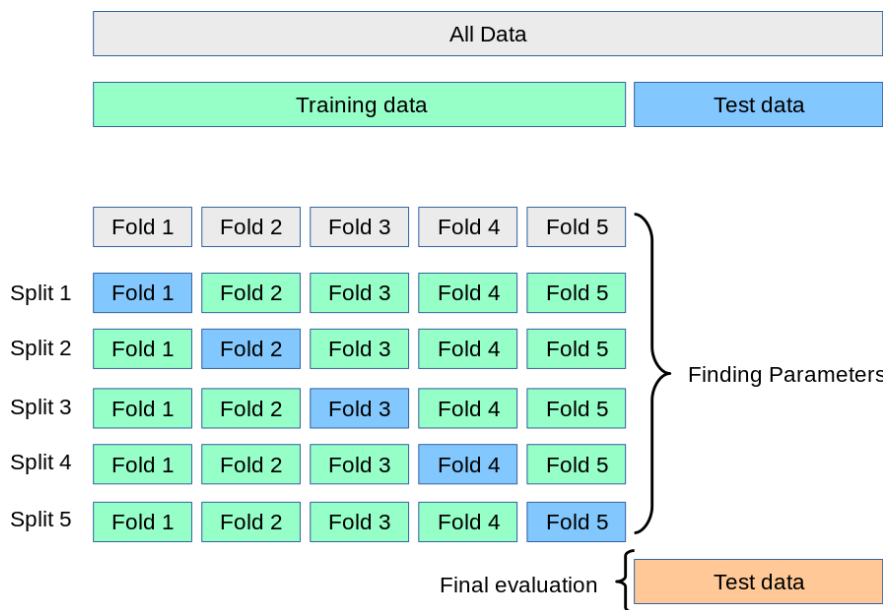 All Data
Training data Test data
Fold 1 Fold 2 Fold 3 Fold 4 Fold 5
Split 1 Fold 1 Fold 2 Fold 3 Fold 4 Fold 5
Split 2 Fold 1 Fold 2 Fold 3 Fold 4 Fold 5
Finding Parameters
Split 3 Fold 1 Fold 2 Fold 3 Fold 4 Fold 5
Split 4 Fold 1 Fold 2 Fold 3 Fold 4 Fold 5
Split 5 Fold 1 Fold 2 Fold 3 Fold 4 Fold 5
Final evaluation Test data